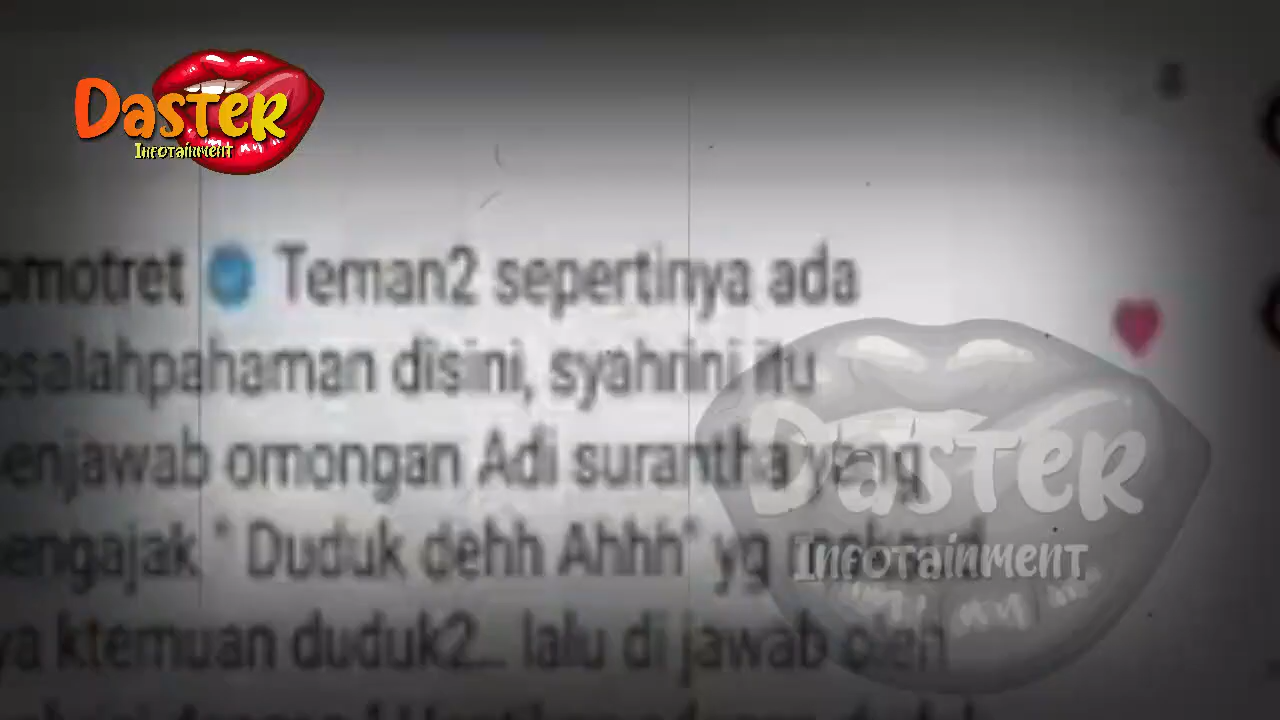 DASTER
INFOTAINMENT
omotret Teman2 sepertinya ada
esalahpahaman disini, syahrini itu
enjawab omongan Adi surantha yang
engajak " Duduk dehh Ahhh" yg
ya ktemuan duduk2.. lalu di jawab oleh
DASTER
INFOTAINMENT